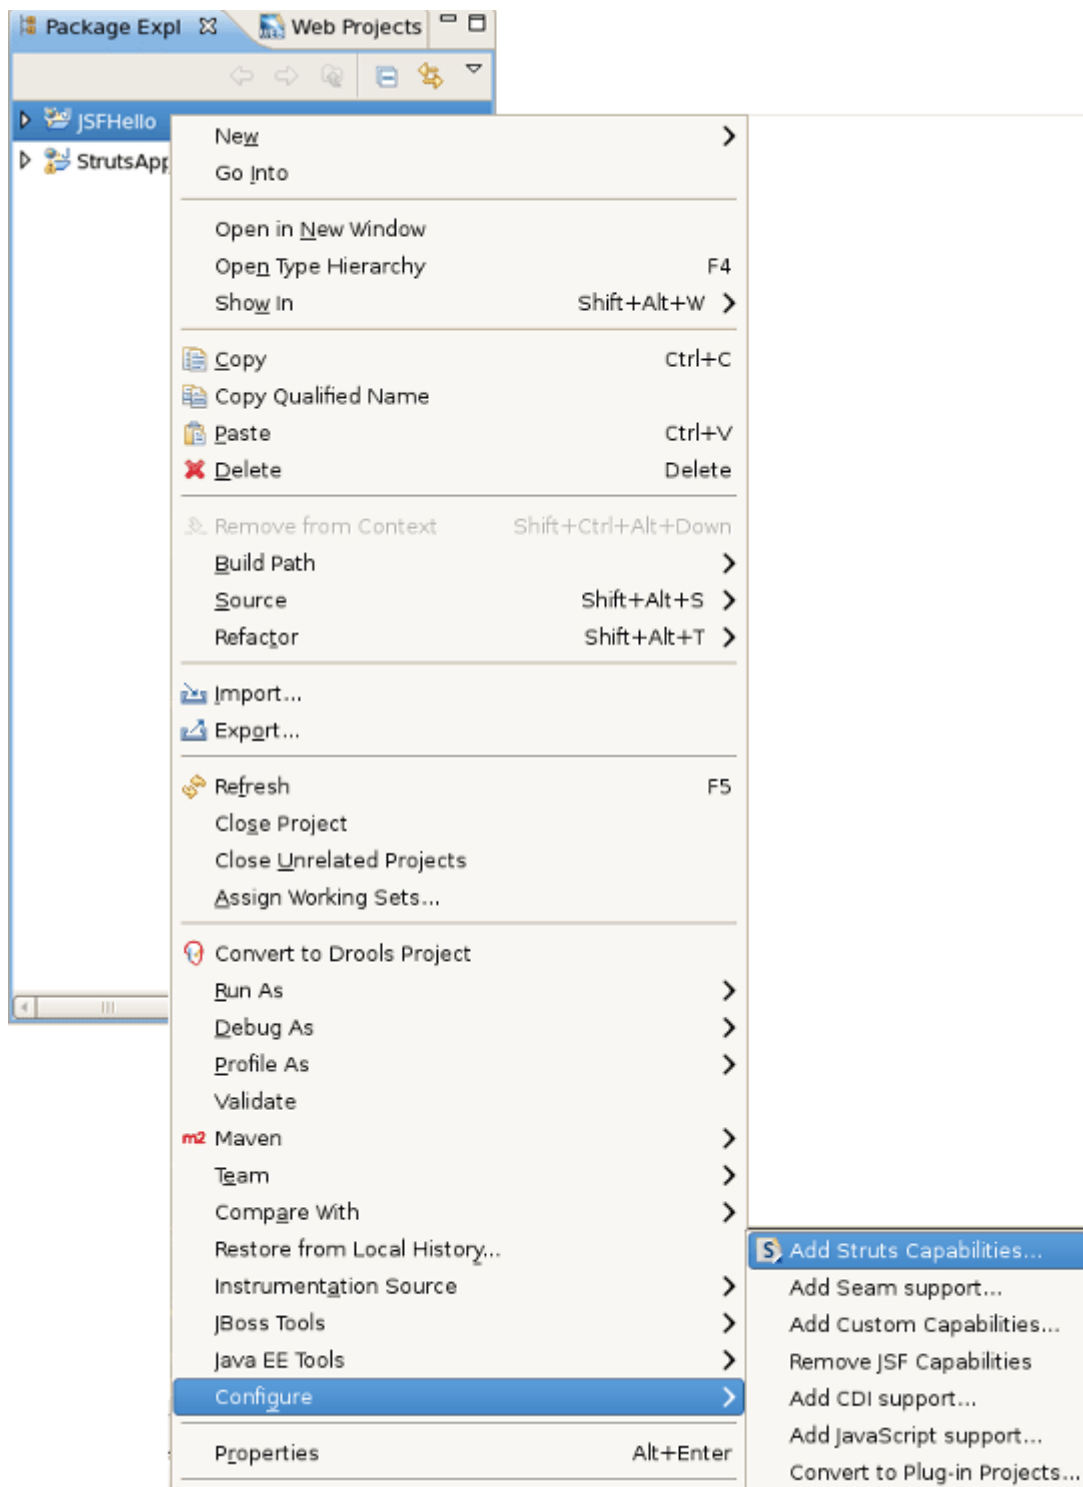 Package Expl Web Projects
JSFHello
StrutsApp
New
Go Into
Open in New Window
Open Type Hierarchy F4
Show In Shift+Alt+W
Copy Ctrl+C
Copy Qualified Name
Paste Ctrl+V
Delete Delete
Remove from Context Shift+Ctrl+Alt+Down
Build Path
Source Shift+Alt+S
Refactor Shift+Alt+T
Import...
Export...
Refresh F5
Close Project
Close Unrelated Projects
Assign Working Sets...
Convert to Drools Project
Run As
Debug As
Profile As
Validate
m2 Maven
Team
Compare With
Restore from Local History...
Instrumentation Source
JBoss Tools
Java EE Tools
Configure
Properties Alt+Enter
S Add Struts Capabilities...
Add Seam support...
Add Custom Capabilities...
Remove JSF Capabilities
Add CDI support...
Add JavaScript support...
Convert to Plug-in Projects...